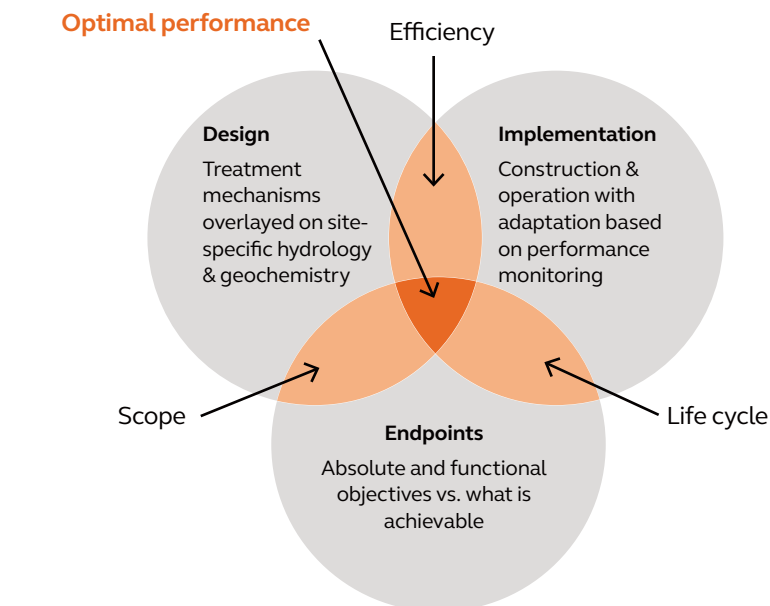 Optimal performance
Efficiency
Design
Treatment
mechanisms
overlayed on site-
specific hydrology
& geochemistry
Implementation
Construction &
operation with
adaptation based
on performance
monitoring
Scope
Life cycle
Endpoints
Absolute and functional
objectives vs. what is
achievable